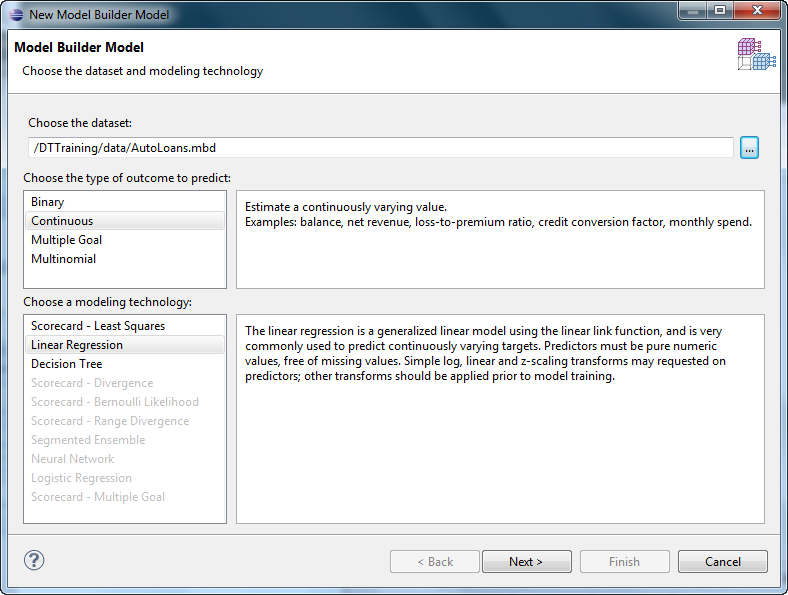 New Model Builder Model
Model Builder Model
Choose the dataset and modeling technology
Choose the dataset:
/DTTraining/data/AutoLoans.mbd
...
Choose the type of outcome to predict:
Binary
Continuous
Multiple Goal
Multinomial
Estimate a continuously varying value.
Examples: balance, net revenue, loss-to-premium ratio, credit conversion factor, monthly spend.
Choose a modeling technology:
Scorecard - Least Squares
Linear Regression
Decision Tree
Scorecard - Divergence
Scorecard - Bernoulli Likelihood
Scorecard - Range Divergence
Segmented Ensemble
Neural Network
Logistic Regression
Scorecard - Multiple Goal
The linear regression is a generalized linear model using the linear link function, and is very
commonly used to predict continuously varying targets. Predictors must be pure numeric
values, free of missing values. Simple log, linear and z-scaling transforms may requested on
predictors; other transforms should be applied prior to model training.
?
< Back
Next >
Finish
Cancel